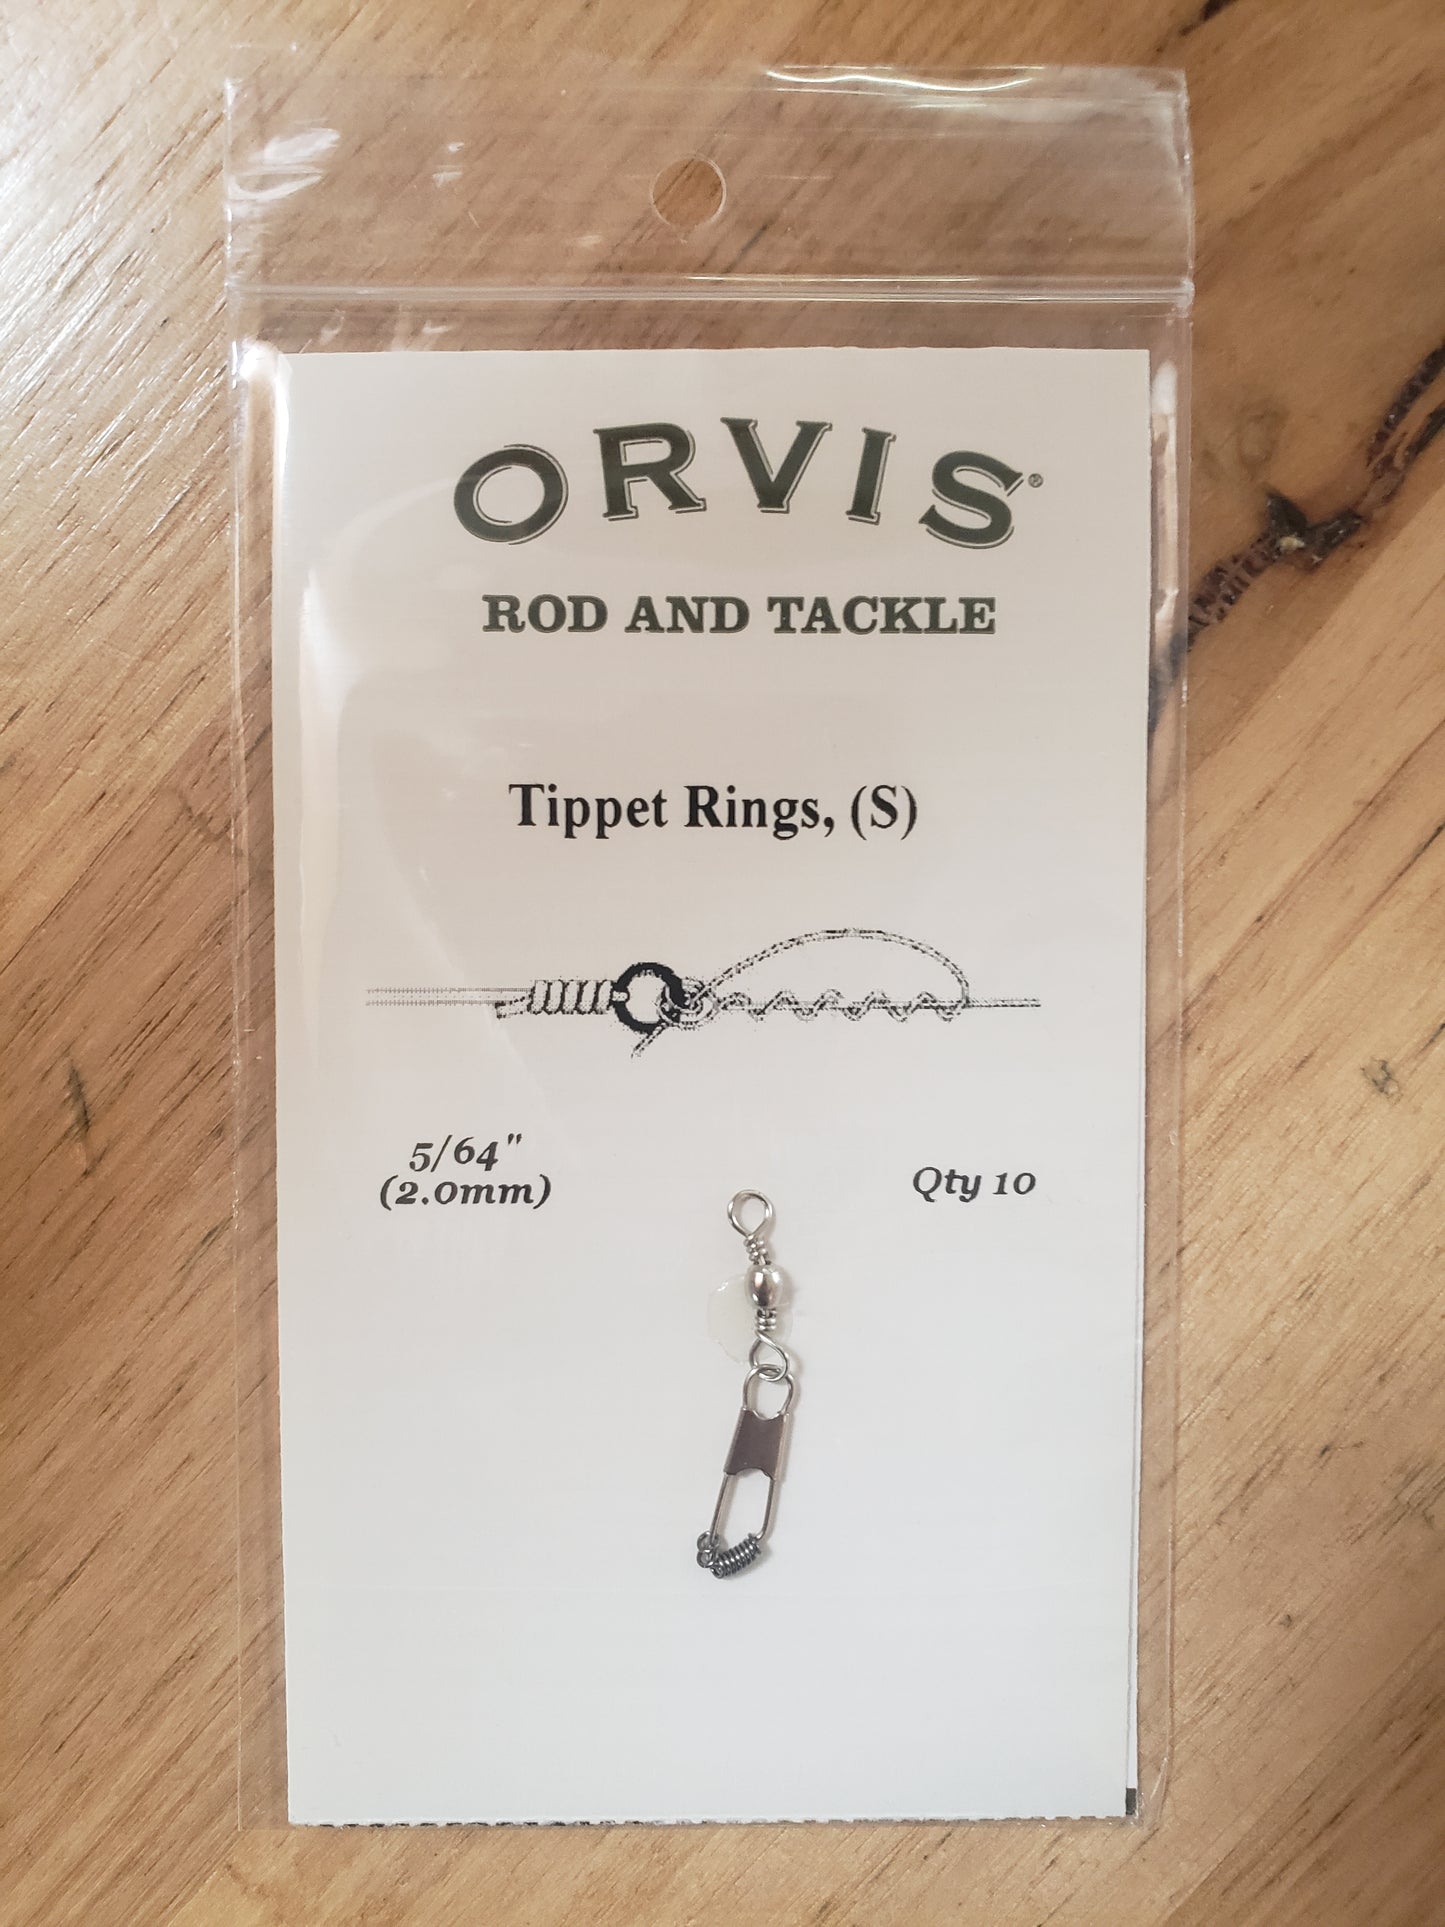 ORVIS®
ROD AND TACKLE
Tippet Rings, (S)
5/64"
(2.0mm)
Qty 10